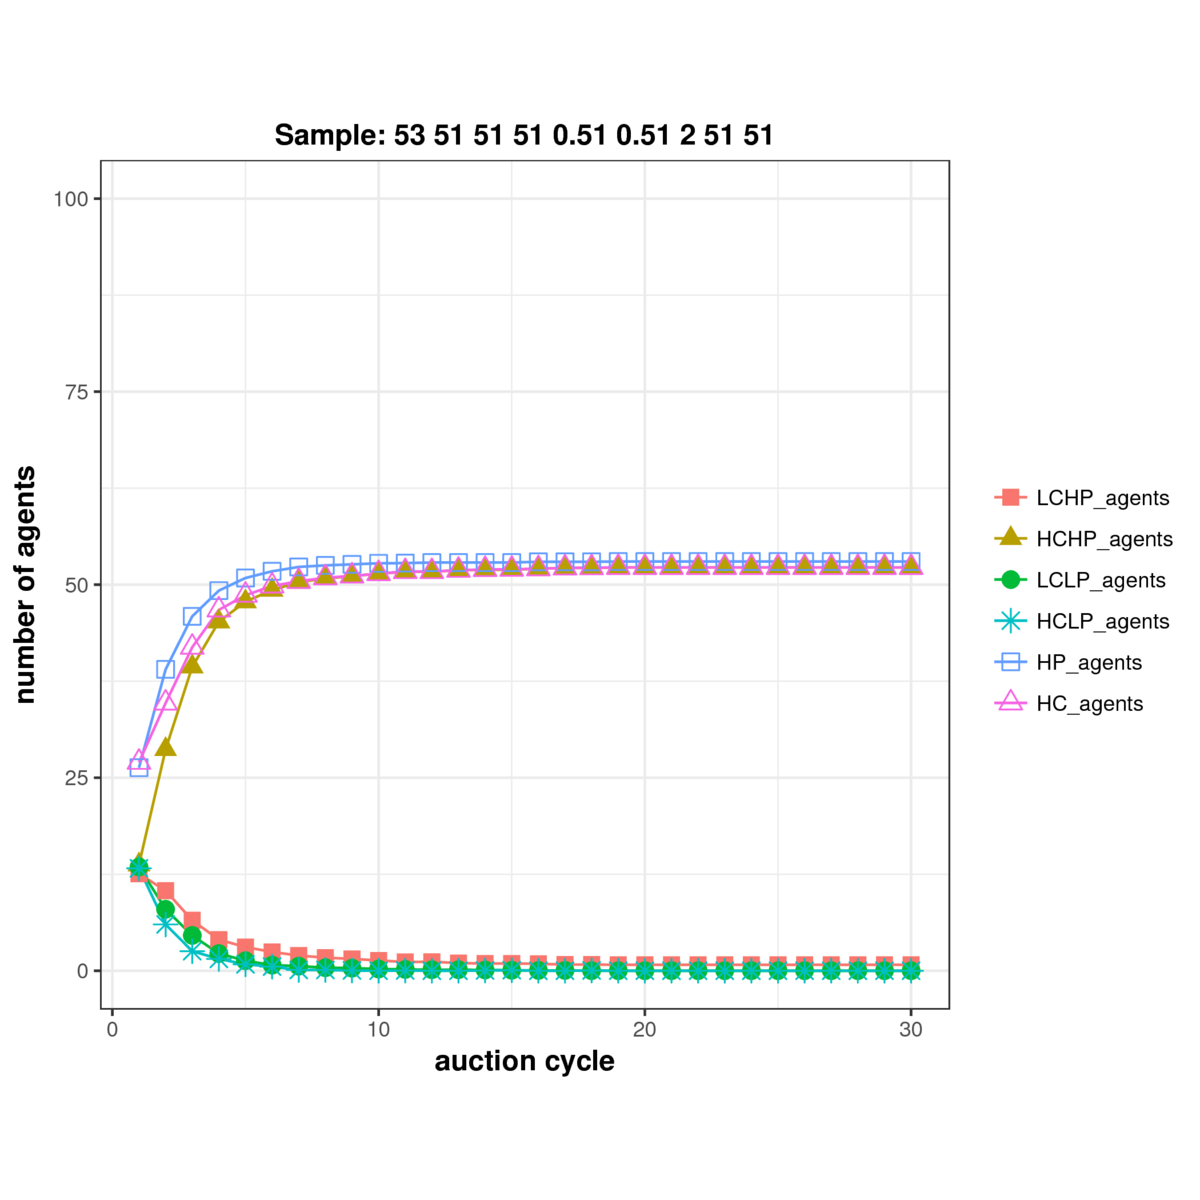 Sample: 53 51 51 51 0.51 0.51 2 51 51
100
75
50
25
0
number of agents
0 10 20 30
auction cycle
LCHP_agents
HCHP_agents
LCLP_agents
HCLP_agents
HP_agents
HC_agents